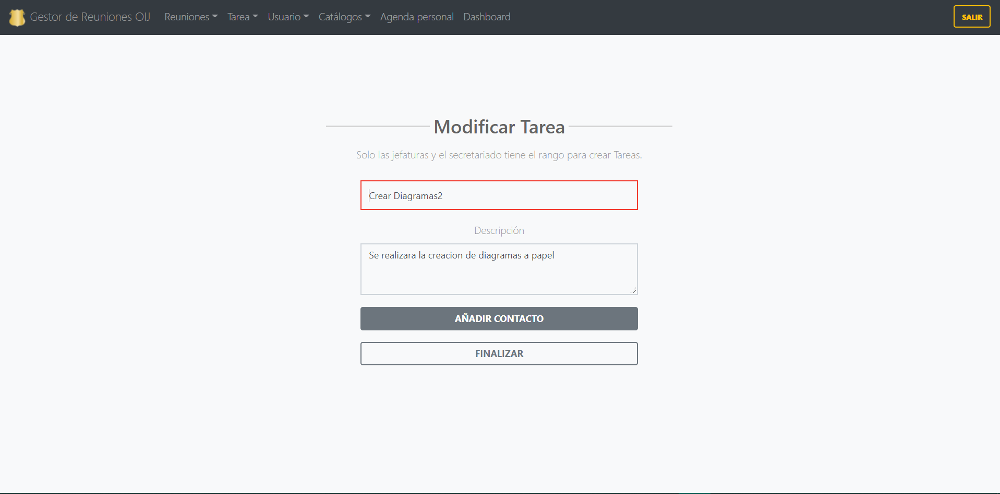 Gestor de Reuniones OIJ Reuniones Tarea Usuario Catálogos Agenda personal Dashboard SALIR
Modificar Tarea
Solo las jefaturas y el secretariado tiene el rango para crear Tareas.
Crear Diagramas2
Descripción
Se realizara la creacion de diagramas a papel
AÑADIR CONTACTO
FINALIZAR